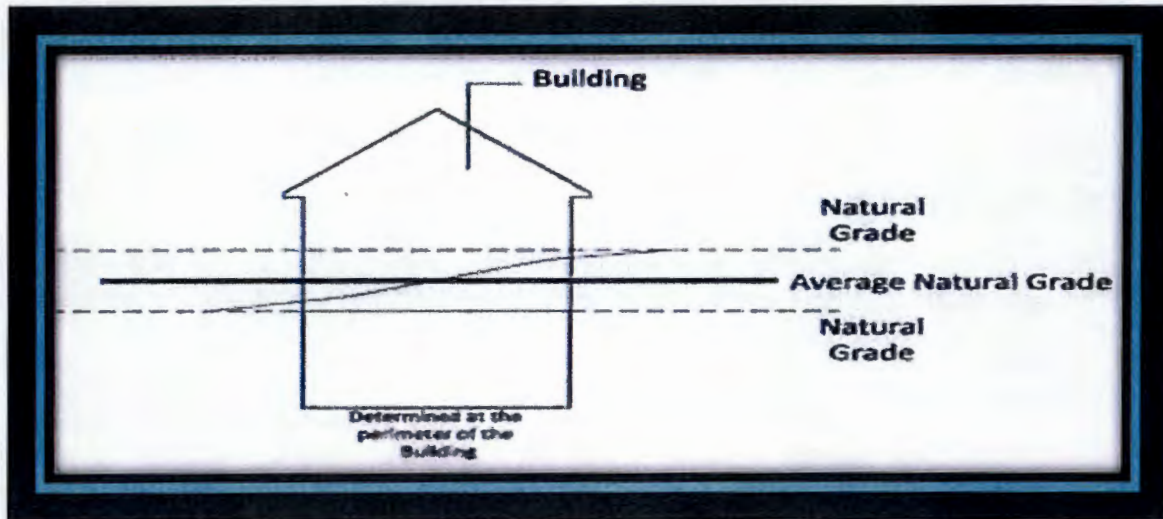 Building
Natural
Grade
Average Natural Grade
Natural
Grade
Determined at the
perimeter of the
Building